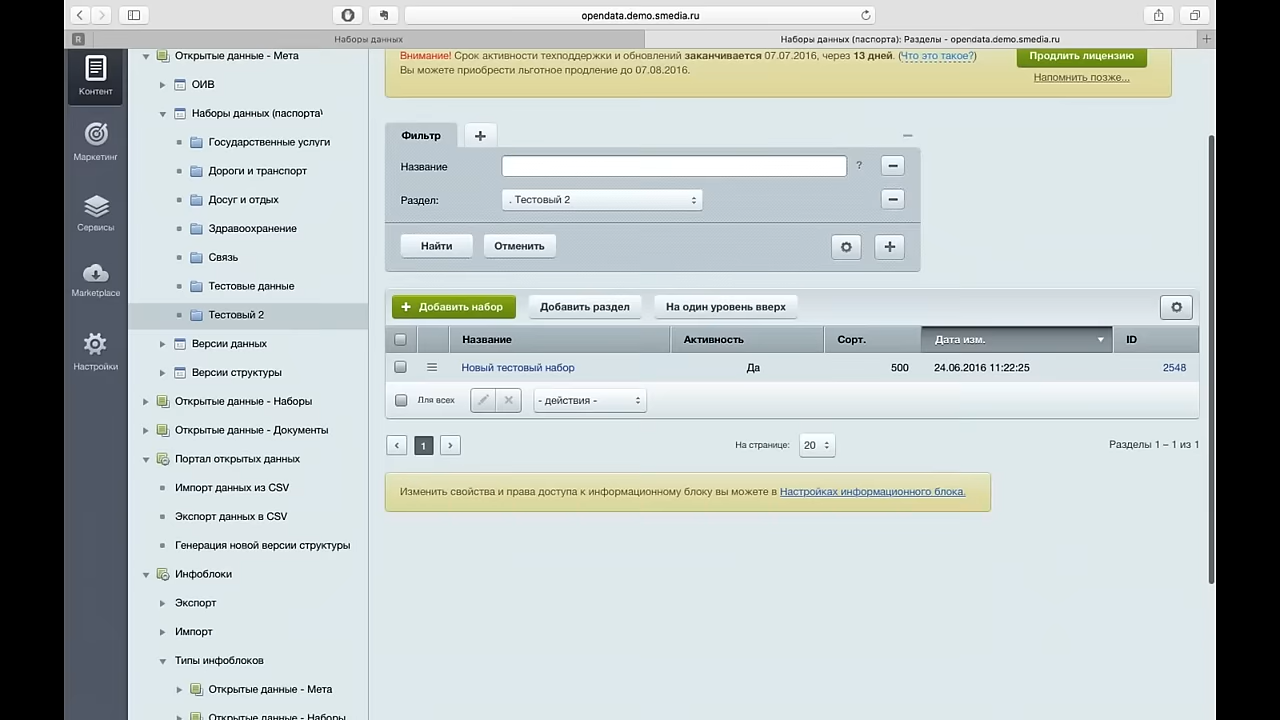 opendata.demo.smedia.ru
R
Наборы данных
Наборы данных (паспорта): Разделы - opendata.demo.smedia.ru
Контент
Маркетинг
Сервисы
Marketplace
Настройки
Открытые данные - Мета
ОИВ
Наборы данных (паспорта
Государственные услуги
Дороги и транспорт
Досуг и отдых
Здравоохранение
Связь
Тестовые данные
Тестовый 2
Версии данных
Версии структуры
Открытые данные - Наборы
Открытые данные - Документы
Портал открытых данных
Импорт данных из CSV
Экспорт данных в CSV
Генерация новой версии структуры
Инфоблоки
Экспорт
Импорт
Типы инфоблоков
Открытые данные - Мета
Открытые данные - Наборы
Внимание! Срок активности техподдержки и обновлений заканчивается 07.07.2016, через 13 дней. (Что это такое?)
Вы можете приобрести льготное продление до 07.08.2016.
Продлить лицензию
Напомнить позже...
Фильтр
Название
?
Раздел:
. Тестовый 2
Найти
Отменить
+ Добавить набор
Добавить раздел
На один уровень вверх
Название Активность Сорт. Дата изм. ID
Новый тестовый набор Да 500 24.06.2016 11:22:25 2548
Для всех
- действия -
1
На странице: 20
Разделы 1 – 1 из 1
Изменить свойства и права доступа к информационному блоку вы можете в Настройках информационного блока.